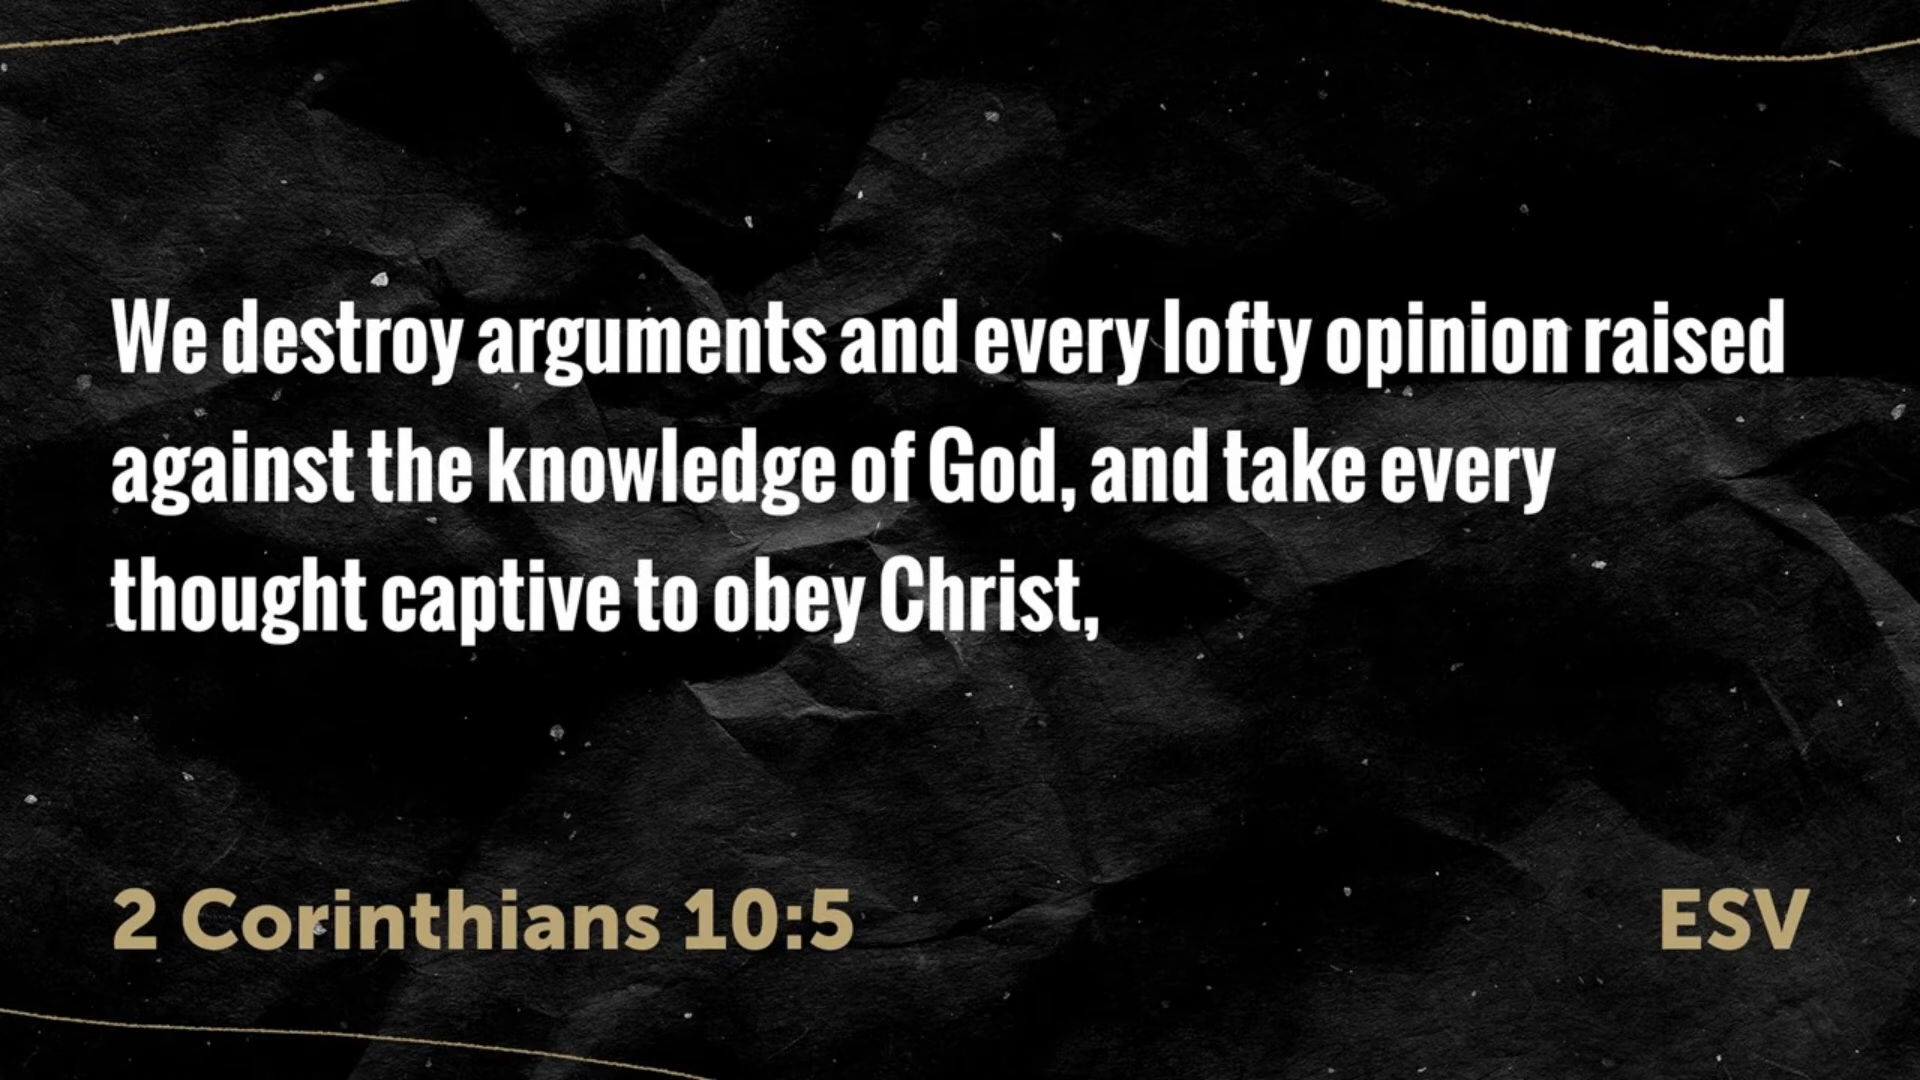 We destroy arguments and every lofty opinion raised
against the knowledge of God, and take every
thought captive to obey Christ,
2 Corinthians 10:5 ESV